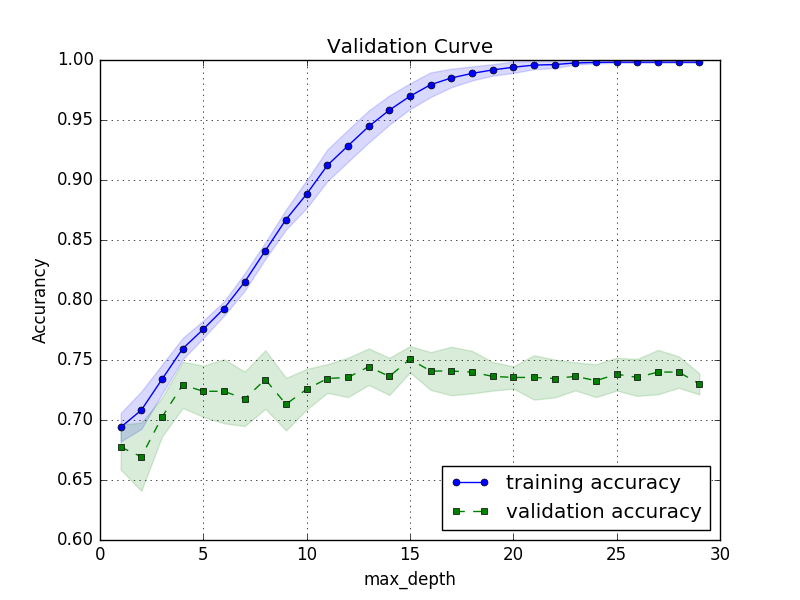 Validation Curve
1.00
0.95
0.90
0.85
0.80
0.75
0.70
0.65
0.60
Accurancy
0 5 10 15 20 25 30
max_depth
training accuracy
validation accuracy